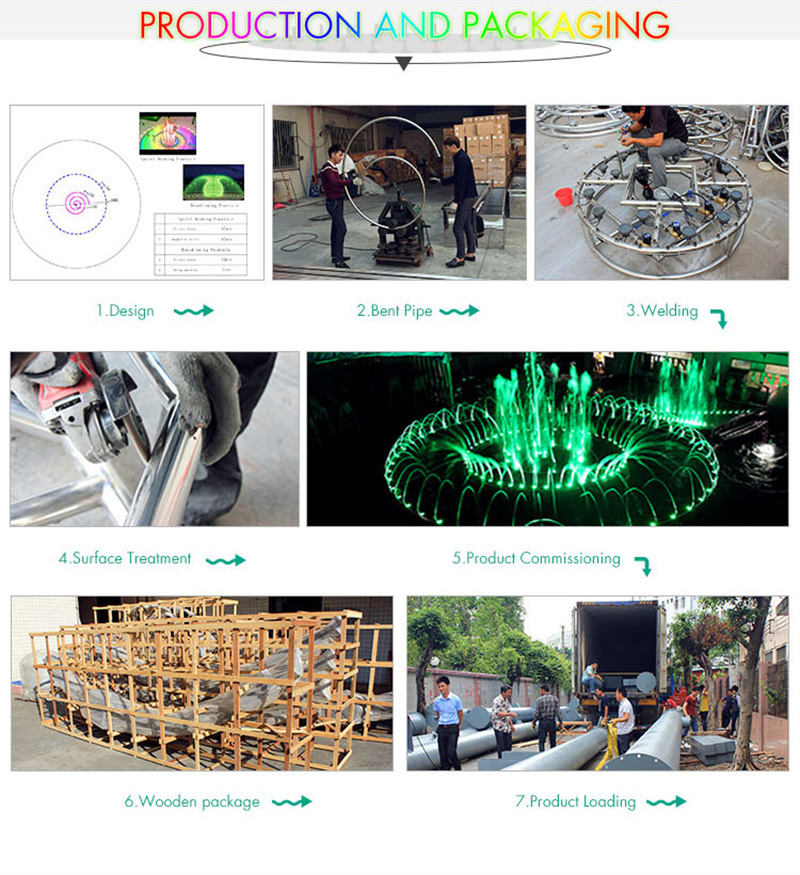 PRODUCTION AND PACKAGING
1.Design
2.Bent Pipe
3.Welding
4.Surface Treatment
5.Product Commissioning
6.Wooden package
7.Product Loading